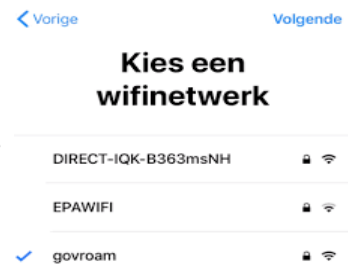 Vorige
Volgende
Kies een
wifinetwerk
DIRECT-IQK-B363msNH
EPAWIFI
govroam